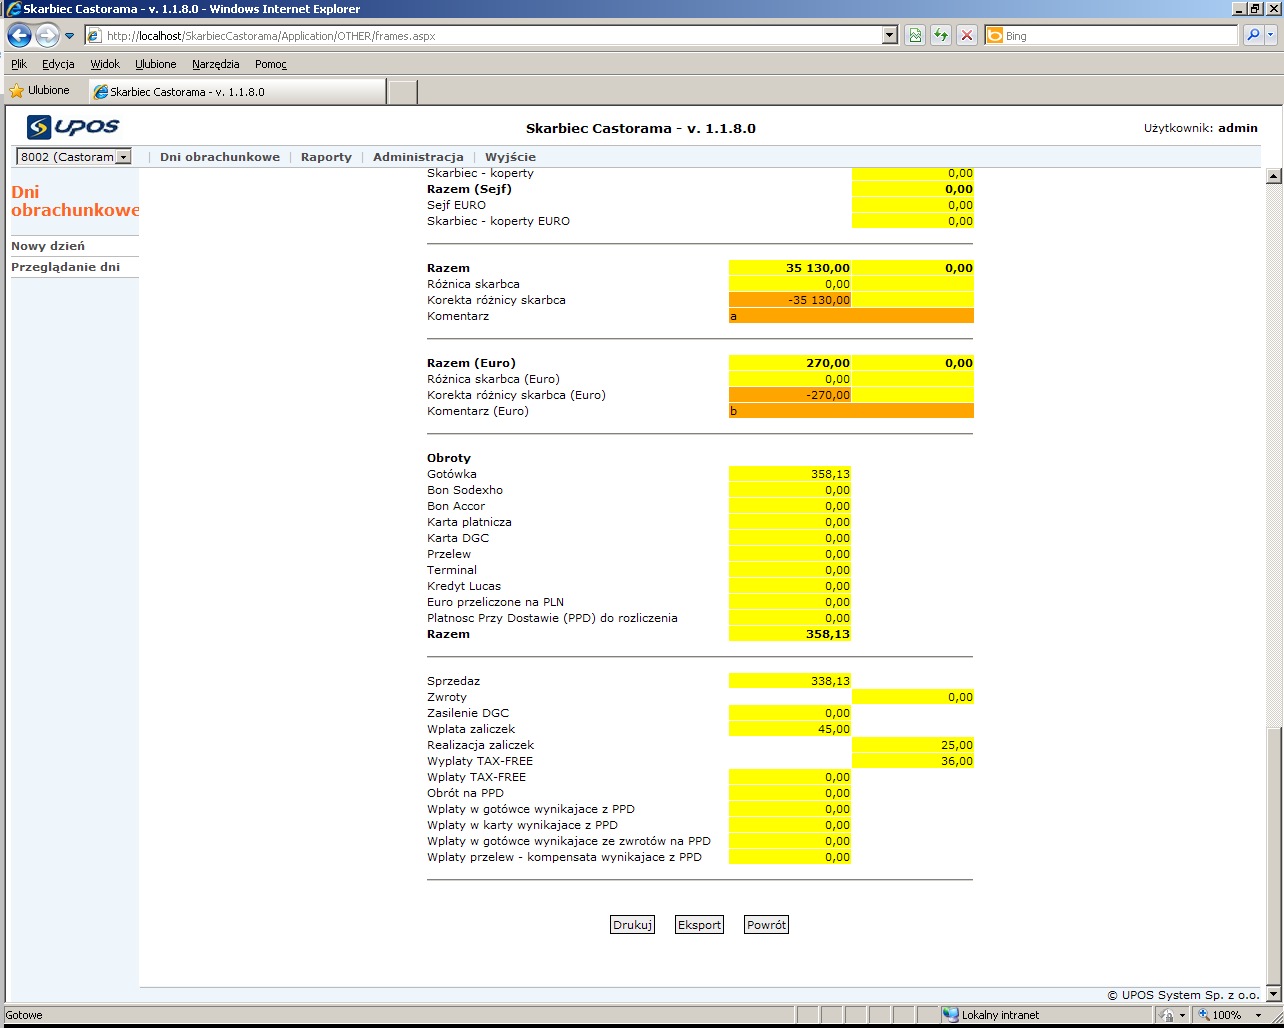 Skarbiec Castorama - v. 1.1.8.0 - Windows Internet Explorer
http://localhost/SkarbiecCastorama/Application/OTHER/frames.aspx
Bing
Plik Edycja Widok Ulubione Narzędzia Pomoc
Ulubione Skarbiec Castorama - v. 1.1.8.0
UPOS Skarbiec Castorama - v. 1.1.8.0 Użytkownik: admin
8002 (Castoram | Dni obrachunkowe | Raporty | Administracja | Wyjście
Dni
obrachunkowe
Nowy dzień
Przeglądanie dni
Skarbiec - koperty 0,00
Razem (Sejf) 0,00
Sejf EURO 0,00
Skarbiec - koperty EURO 0,00
Razem 35 130,00 0,00
Różnica skarbca 0,00
Korekta różnicy skarbca -35 130,00
Komentarz a
Razem (Euro) 270,00 0,00
Różnica skarbca (Euro) 0,00
Korekta różnicy skarbca (Euro) -270,00
Komentarz (Euro) b
Obroty
Gotówka 358,13
Bon Sodexho 0,00
Bon Accor 0,00
Karta platnicza 0,00
Karta DGC 0,00
Przelew 0,00
Terminal 0,00
Kredyt Lucas 0,00
Euro przeliczone na PLN 0,00
Platnosc Przy Dostawie (PPD) do rozliczenia 0,00
Razem 358,13
Sprzedaz 338,13
Zwroty 0,00
Zasilenie DGC 0,00
Wplata zaliczek 45,00
Realizacja zaliczek 25,00
Wyplaty TAX-FREE 36,00
Wplaty TAX-FREE 0,00
Obrót na PPD 0,00
Wplaty w gotówce wynikajace z PPD 0,00
Wplaty w karty wynikajace z PPD 0,00
Wplaty w gotówce wynikajace ze zwrotów na PPD 0,00
Wplaty przelew - kompensata wynikajace z PPD 0,00
Drukuj Eksport Powrót
© UPOS System Sp. z o.o.
Gotowe Lokalny intranet 100%